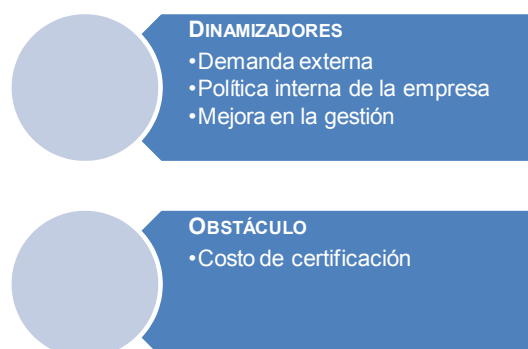 DINAMIZADORES
•Demanda externa
•Política interna de la empresa
•Mejora en la gestión
OBSTÁCULO
•Costo de certificación